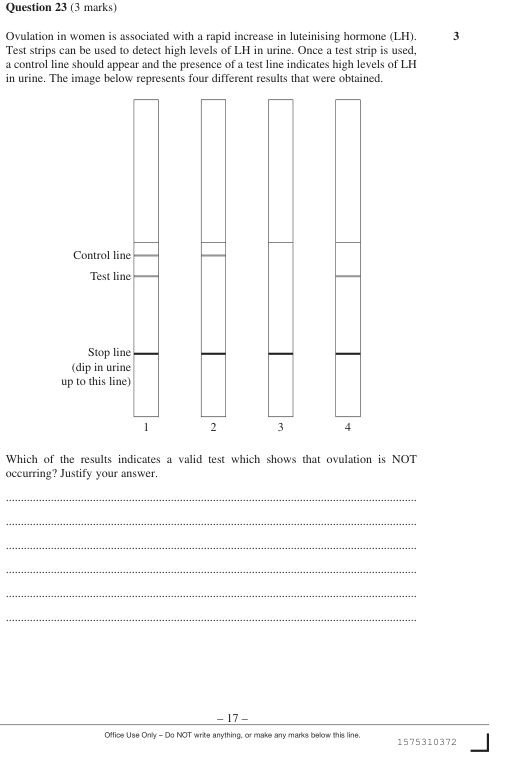 Question 23 (3 marks)
Ovulation in women is associated with a rapid increase in luteinising hormone (LH).
3
Test strips can be used to detect high levels of LH in urine. Once a test strip is used,
a control line should appear and the presence of a test line indicates high levels of LH
in urine. The image below represents four different results that were obtained.
Control line
Test line
Stop line
(dip in urine
up to this line)
1 2 3 4
Which of the results indicates a valid test which shows that ovulation is NOT
occurring? Justify your answer.
– 17 –
Office Use Only – Do NOT write anything, or make any marks below this line.
1575310372